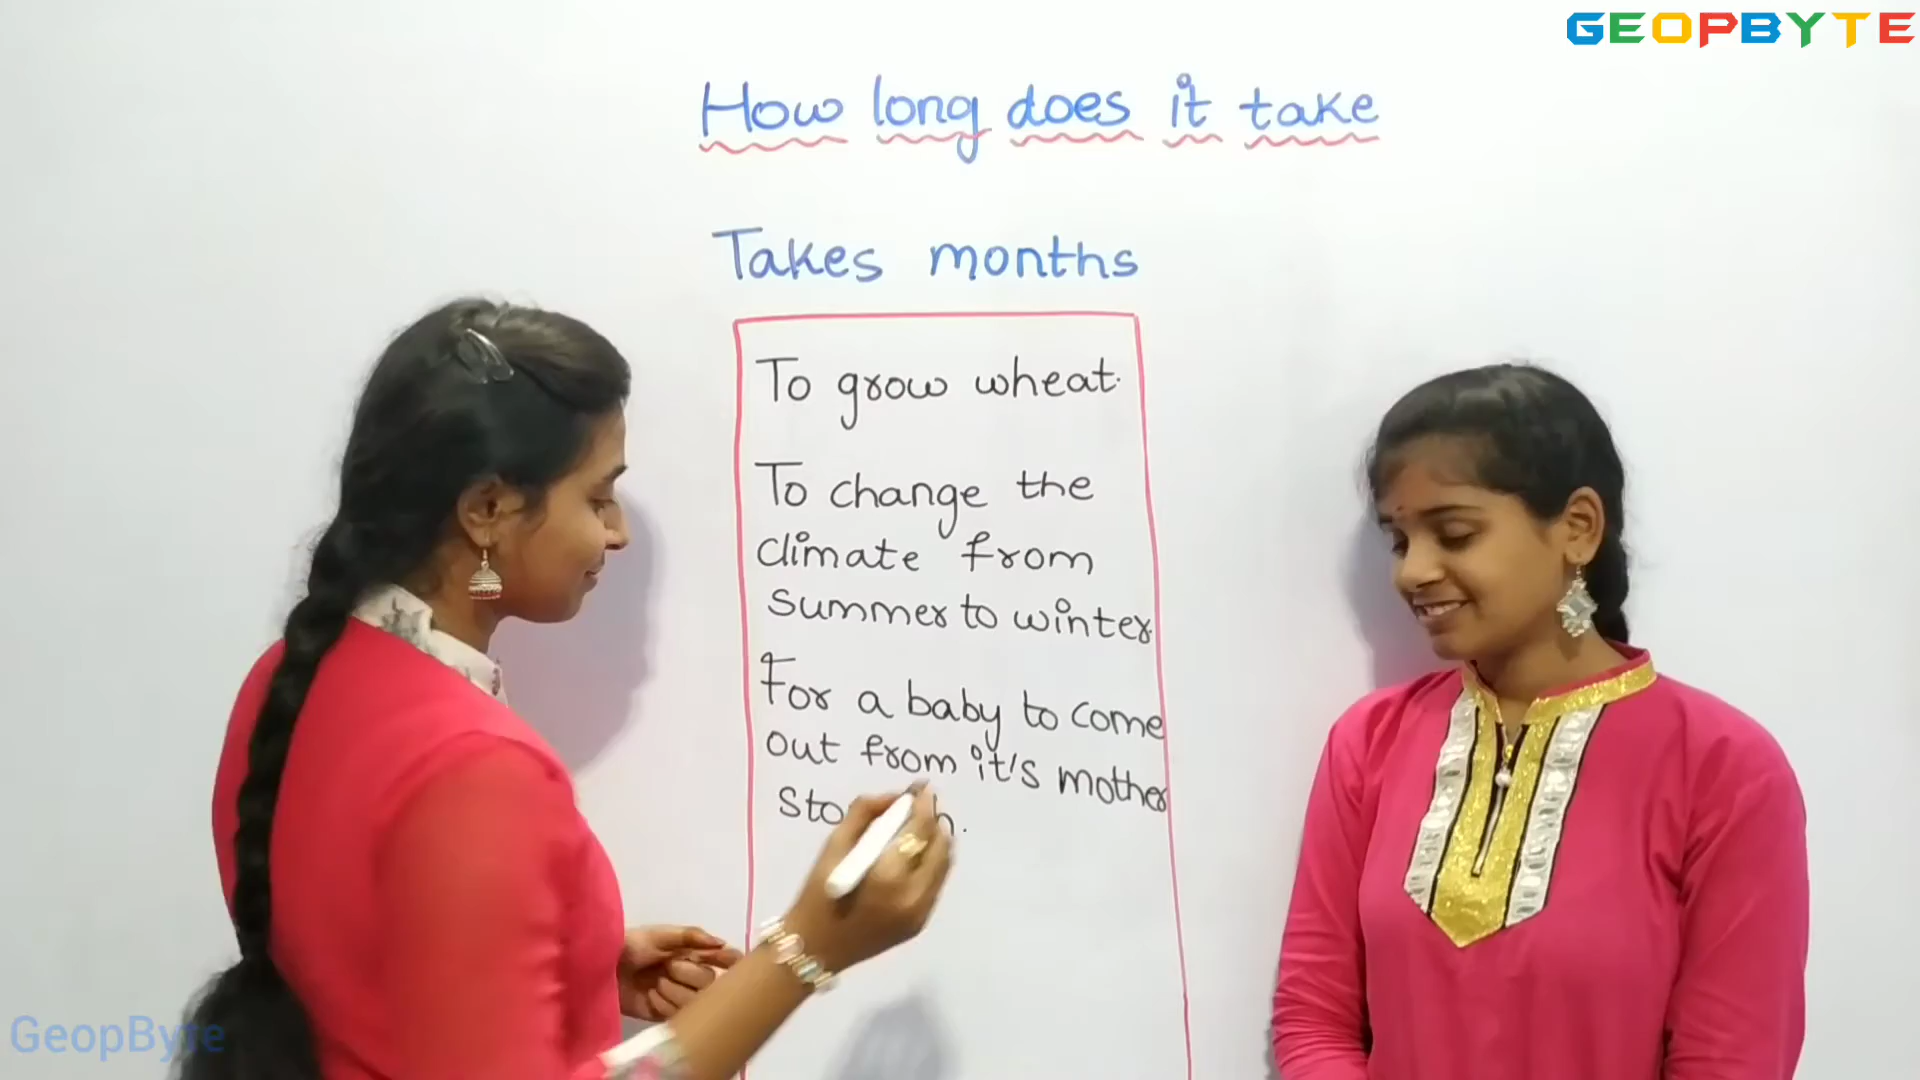 GEOPBYTE
How long does it take
Takes months
To grow wheat.
To change the
climate from
summer to winter.
For a baby to come
out from it's mother
GeopByte